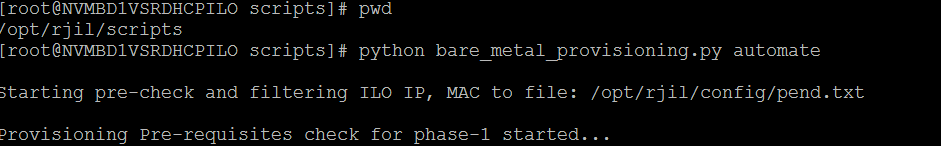 [root@NVMBD1VSRDHCPILO scripts]# pwd
/opt/rjil/scripts
[root@NVMBD1VSRDHCPILO scripts]# python bare_metal_provisioning.py automate
Starting pre-check and filtering ILO IP, MAC to file: /opt/rjil/config/pend.txt
Provisioning Pre-requisites check for phase-1 started...